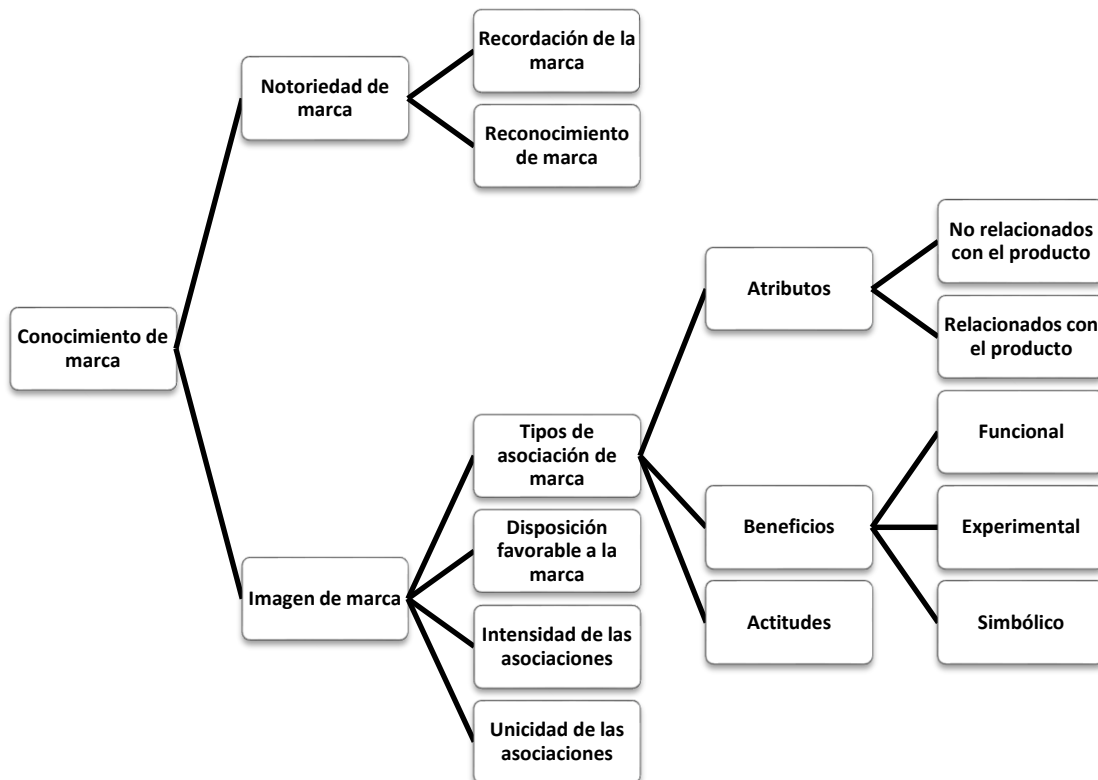 Recordación de la
marca
Notoriedad de
marca
Reconocimiento
de marca
No relacionados
con el producto
Atributos
Relacionados con
el producto
Conocimiento de
marca
Tipos de
asociación de
marca
Funcional
Beneficios
Experimental
Disposición
favorable a la
marca
Imagen de marca
Actitudes
Simbólico
Intensidad de las
asociaciones
Unicidad de las
asociaciones